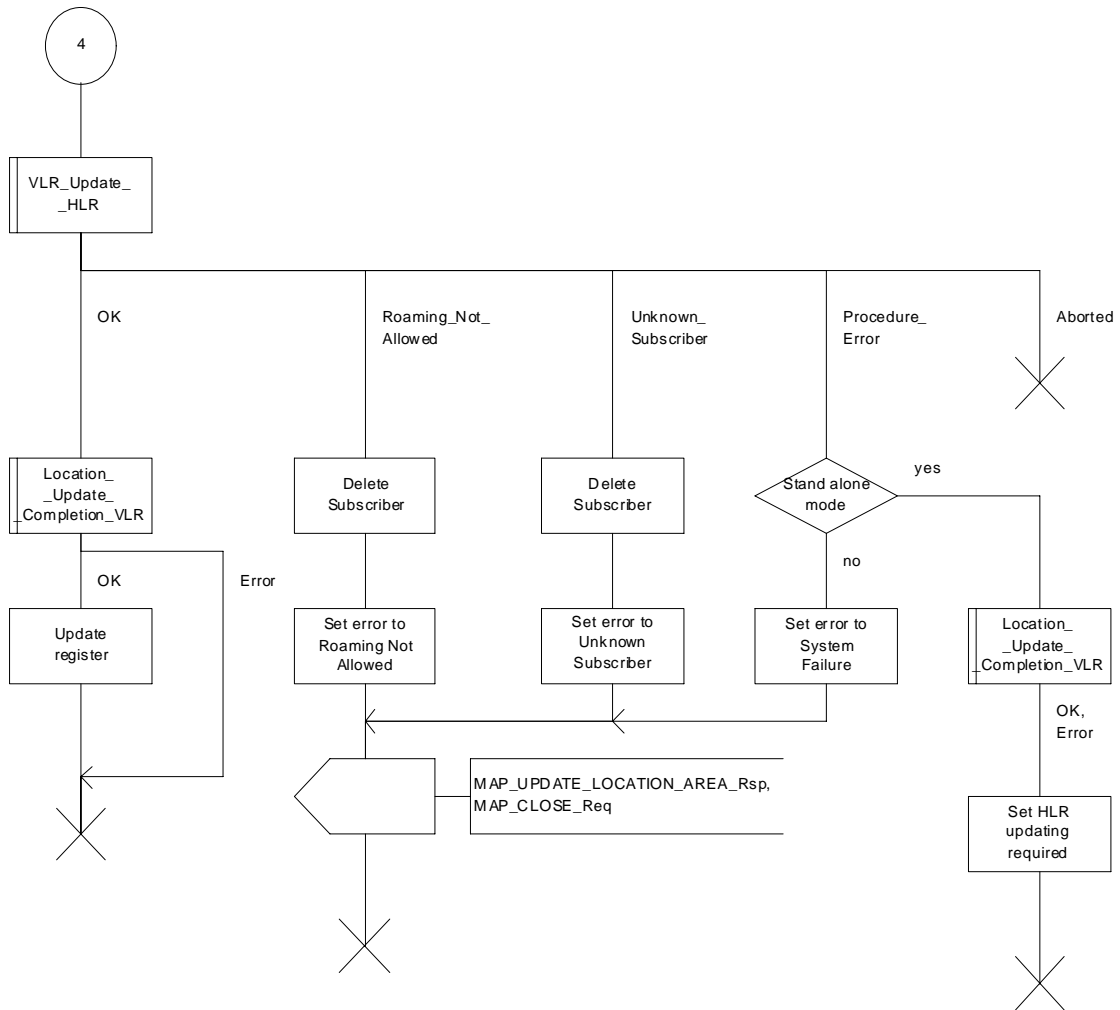 4
VLR_Update_
_HLR
OK
Roaming_Not_
Allowed
Unknown_
Subscriber
Procedure_
Error
Aborted
Location_
_Update_
_Completion_VLR
Delete
Subscriber
Delete
Subscriber
Stand alone
mode
yes
OK
Error
no
Update
register
Set error to
Roaming Not
Allowed
Set error to
Unknown
Subscriber
Set error to
System
Failure
Location_
_Update_
_Completion_VLR
OK,
Error
MAP_UPDATE_LOCATION_AREA_Rsp,
MAP_CLOSE_Req
Set HLR
updating
required